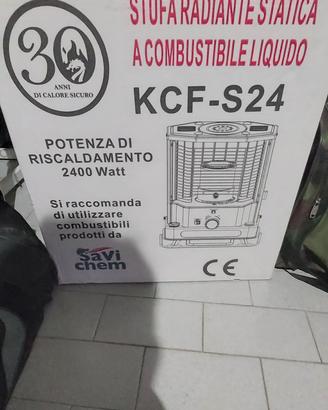 STUFA RADIANTE STATICA
A COMBUSTIBILE LIQUIDO
30
ANNI
DI CALORE SICURO
KCF-S24
POTENZA DI
RISCALDAMENTO
2400 Watt
Si raccomanda
di utilizzare
combustibili
prodotti da
Savi
chem
CE